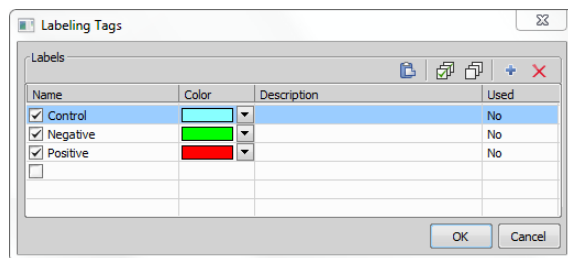 Labeling Tags
Labels
Name Color Description Used
Control No
Negative No
Positive No
OK Cancel